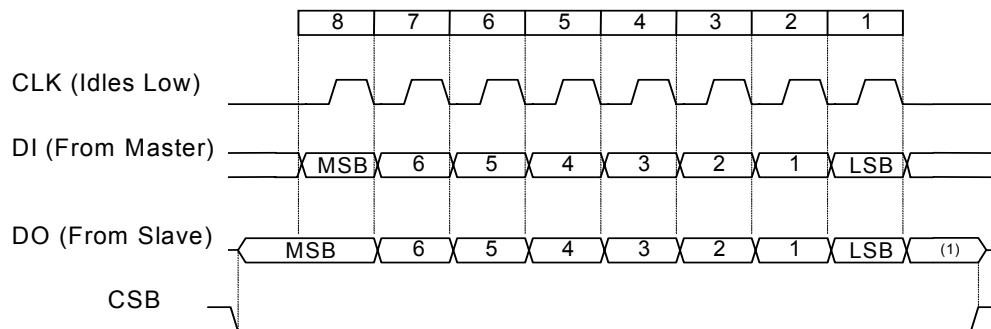 8 7 6 5 4 3 2 1
CLK (Idles Low)
DI (From Master)
MSB 6 5 4 3 2 1 LSB
DO (From Slave)
MSB 6 5 4 3 2 1 LSB (1)
CSB